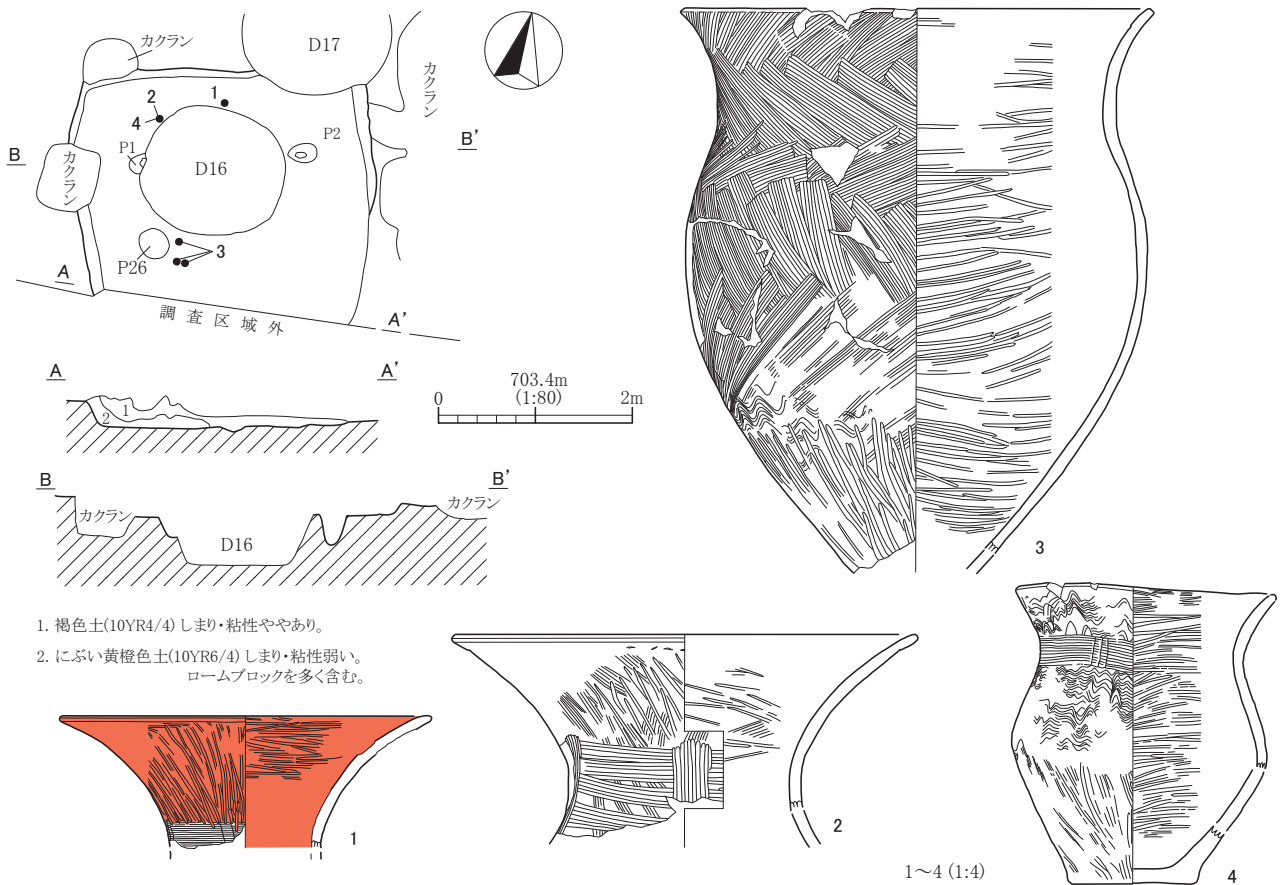 カクラン
D17
カクラン
2
1
4
P1
P2
D16
B
カクラン
B'
P26
3
A
調査区域外
A'
A
A'
1
2
703.4m
(1:80)
0
2m
B
B'
カクラン
D16
カクラン
1. 褐色土(10YR4/4) しまり・粘性ややあり。
2. にぶい黄橙色土(10YR6/4) しまり・粘性弱い。
ロームブロックを多く含む。
1
2
3
4
1～4 (1:4)